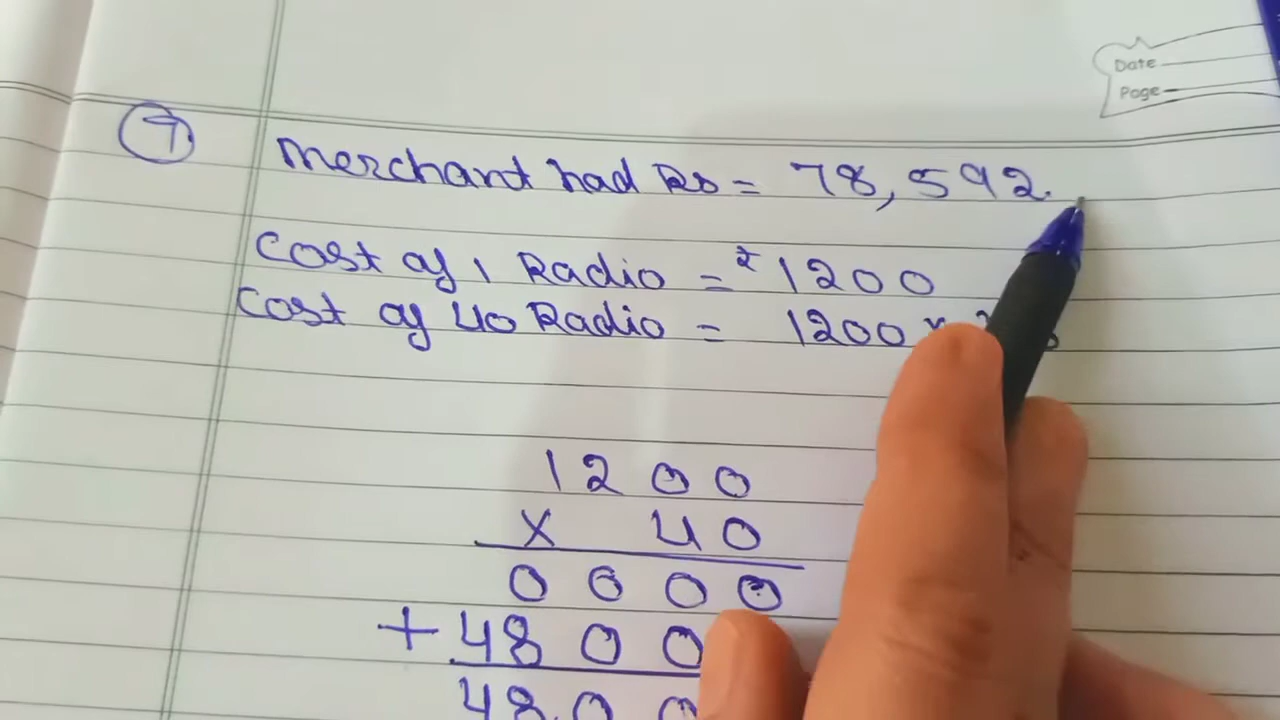 Date
Page
7.
Merchant had Rs = 78,592.
Cost of 1 Radio = ₹ 1200
Cost of 40 Radio = 1200 ×
1200
× 40
0000
+ 4800
480